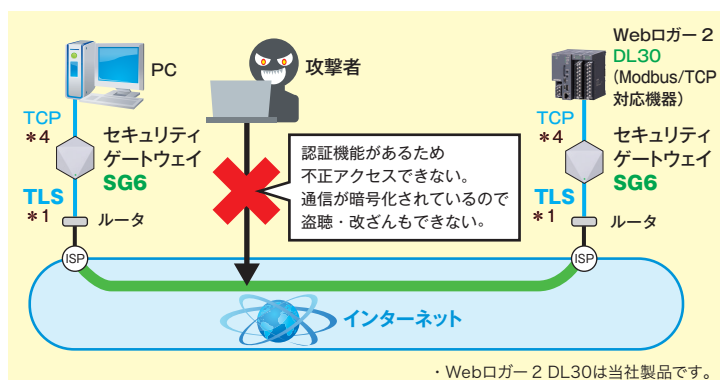 PC
攻撃者
Webロガー2
DL30
(Modbus/TCP
対応機器)
TCP
*4
セキュリティ
ゲートウェイ
SG6
TLS
*1
ルータ
ISP
認証機能があるため
不正アクセスできない。
通信が暗号化されているので
盗聴・改ざんもできない。
TCP
*4
セキュリティ
ゲートウェイ
SG6
TLS
*1
ルータ
ISP
インターネット
・Webロガー2 DL30は当社製品です。